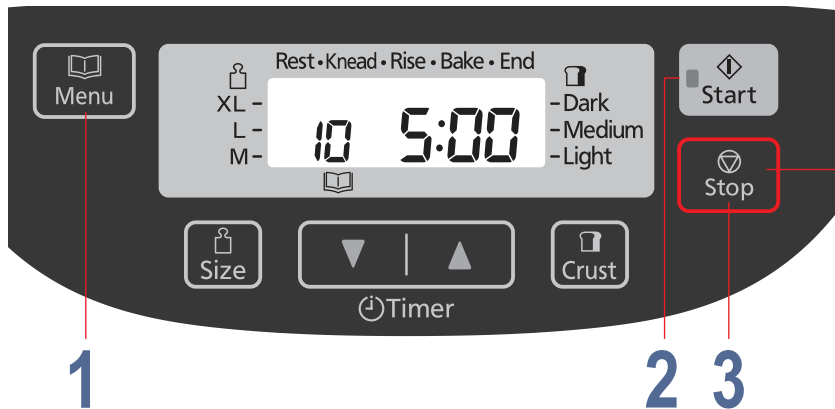 Rest • Knead • Rise • Bake • End
Menu
XL –
L –
M –
10
5:00
– Dark
– Medium
– Light
Start
Stop
Size
Timer
Crust
1
2
3